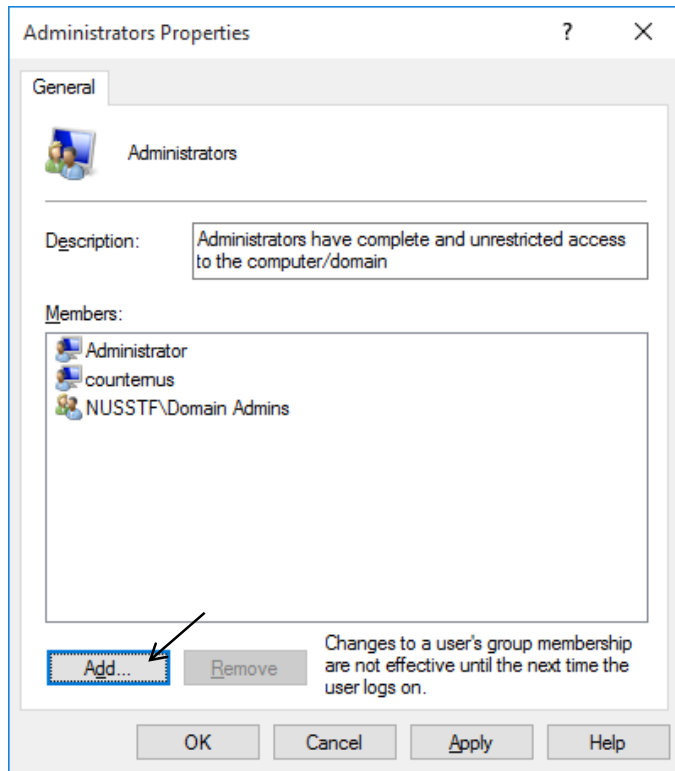 Administrators Properties
?
General
Administrators
Description:
Administrators have complete and unrestricted access
to the computer/domain
Members:
Administrator
counternus
NUSSTF\Domain Admins
Add...
Remove
Changes to a user's group membership
are not effective until the next time the
user logs on.
OK
Cancel
Apply
Help